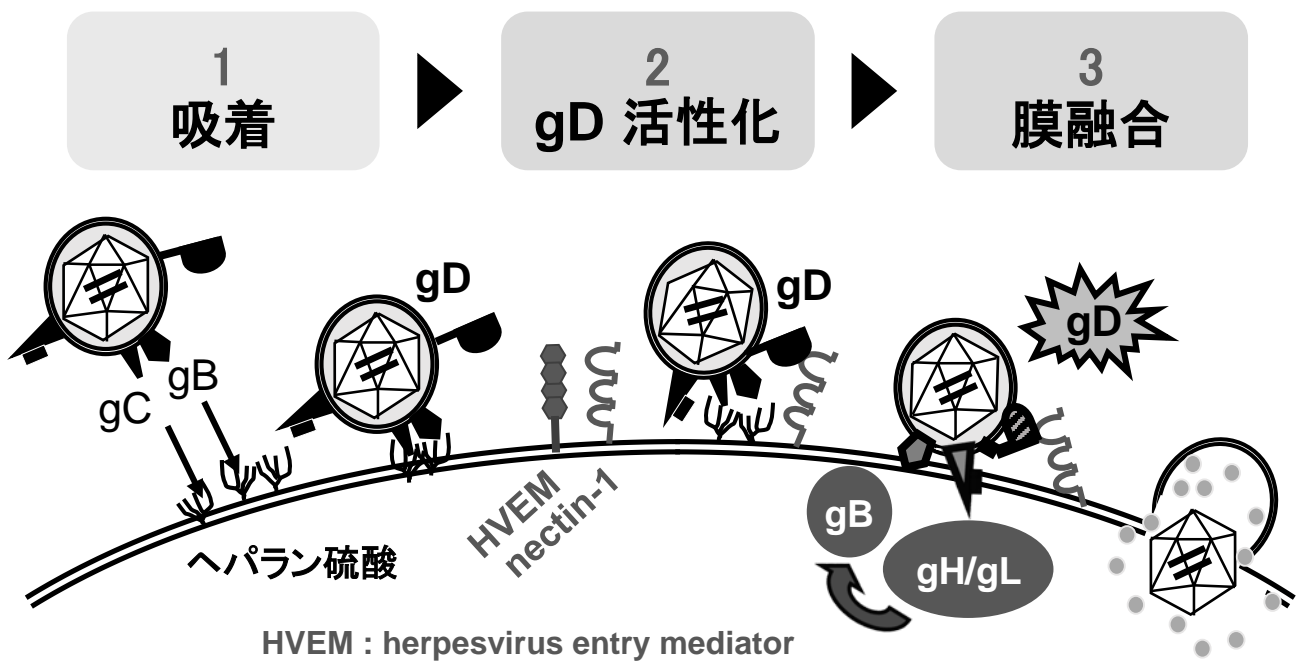 1
吸着
2
gD 活性化
3
膜融合
gD
gD
gD
gB
gC
HVEM
nectin-1
gB
gH/gL
ヘパラン硫酸
HVEM : herpesvirus entry mediator